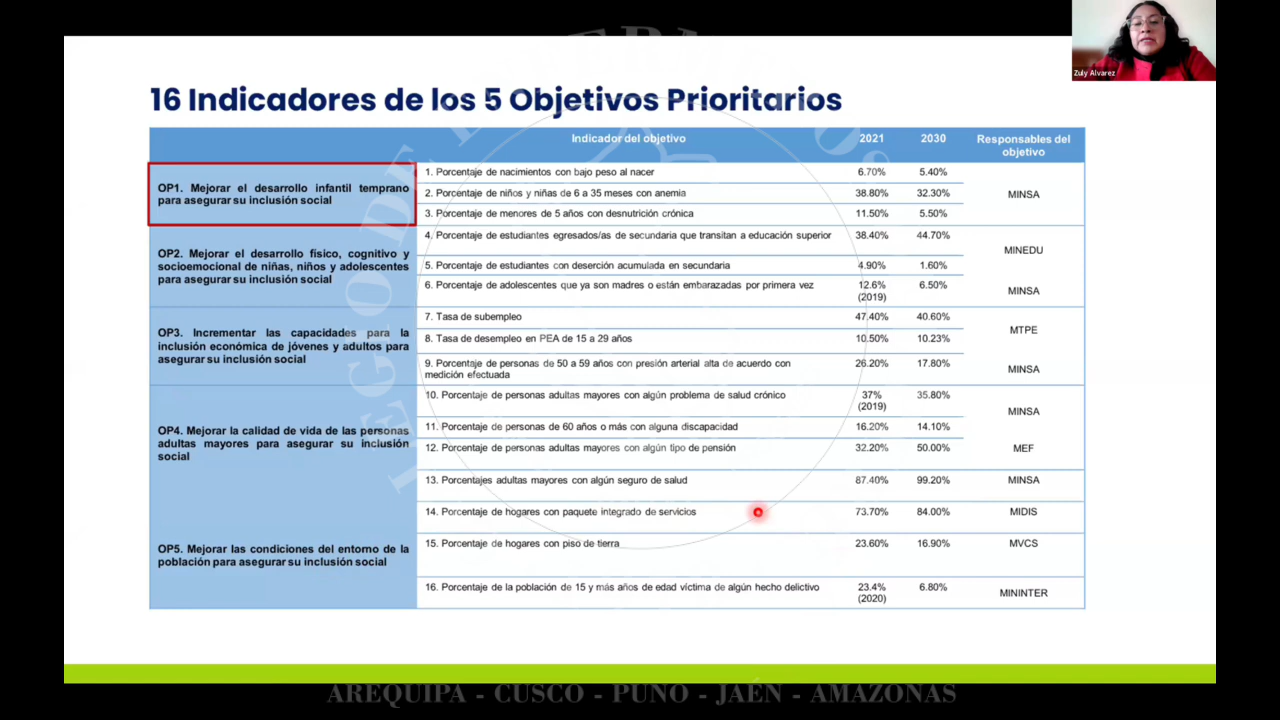 Zuly Alvarez
16 Indicadores de los 5 Objetivos Prioritarios
Indicador del objetivo 2021 2030 Responsables del
objetivo
OP1. Mejorar el desarrollo infantil temprano
para asegurar su inclusión social
1. Porcentaje de nacimientos con bajo peso al nacer 6.70% 5.40%
2. Porcentaje de niños y niñas de 6 a 35 meses con anemia 38.80% 32.30%
MINSA
3. Porcentaje de menores de 5 años con desnutrición crónica 11.50% 5.50%
OP2. Mejorar el desarrollo físico, cognitivo y
socioemocional de niñas, niños y adolescentes
para asegurar su inclusión social
4. Porcentaje de estudiantes egresados/as de secundaria que transitan a educación superior 38.40% 44.70%
MINEDU
5. Porcentaje de estudiantes con deserción acumulada en secundaria 4.90% 1.60%
6. Porcentaje de adolescentes que ya son madres o están embarazadas por primera vez 12.6% 6.50% MINSA
(2019)
OP3. Incrementar las capacidades para la
inclusión económica de jóvenes y adultos para
asegurar su inclusión social
7. Tasa de subempleo 47.40% 40.60%
MTPE
8. Tasa de desempleo en PEA de 15 a 29 años 10.50% 10.23%
9. Porcentaje de personas de 50 a 59 años con presión arterial alta de acuerdo con 26.20% 17.80% MINSA
medición efectuada
OP4. Mejorar la calidad de vida de las personas
adultas mayores para asegurar su inclusión
social
10. Porcentaje de personas adultas mayores con algún problema de salud crónico 37% 35.80%
(2019)
MINSA
11. Porcentaje de personas de 60 años o más con alguna discapacidad 16.20% 14.10%
12. Porcentaje de personas adultas mayores con algún tipo de pensión 32.20% 50.00% MEF
13. Porcentajes adultas mayores con algún seguro de salud 87.40% 99.20% MINSA
OP5. Mejorar las condiciones del entorno de la
población para asegurar su inclusión social
14. Porcentaje de hogares con paquete integrado de servicios 73.70% 84.00% MIDIS
15. Porcentaje de hogares con piso de tierra 23.60% 16.90% MVCS
16. Porcentaje de la población de 15 y más años de edad víctima de algún hecho delictivo 23.4% 6.80% MININTER
(2020)
AREQUIPA - CUSCO - PUNO - JAÉN - AMAZONAS